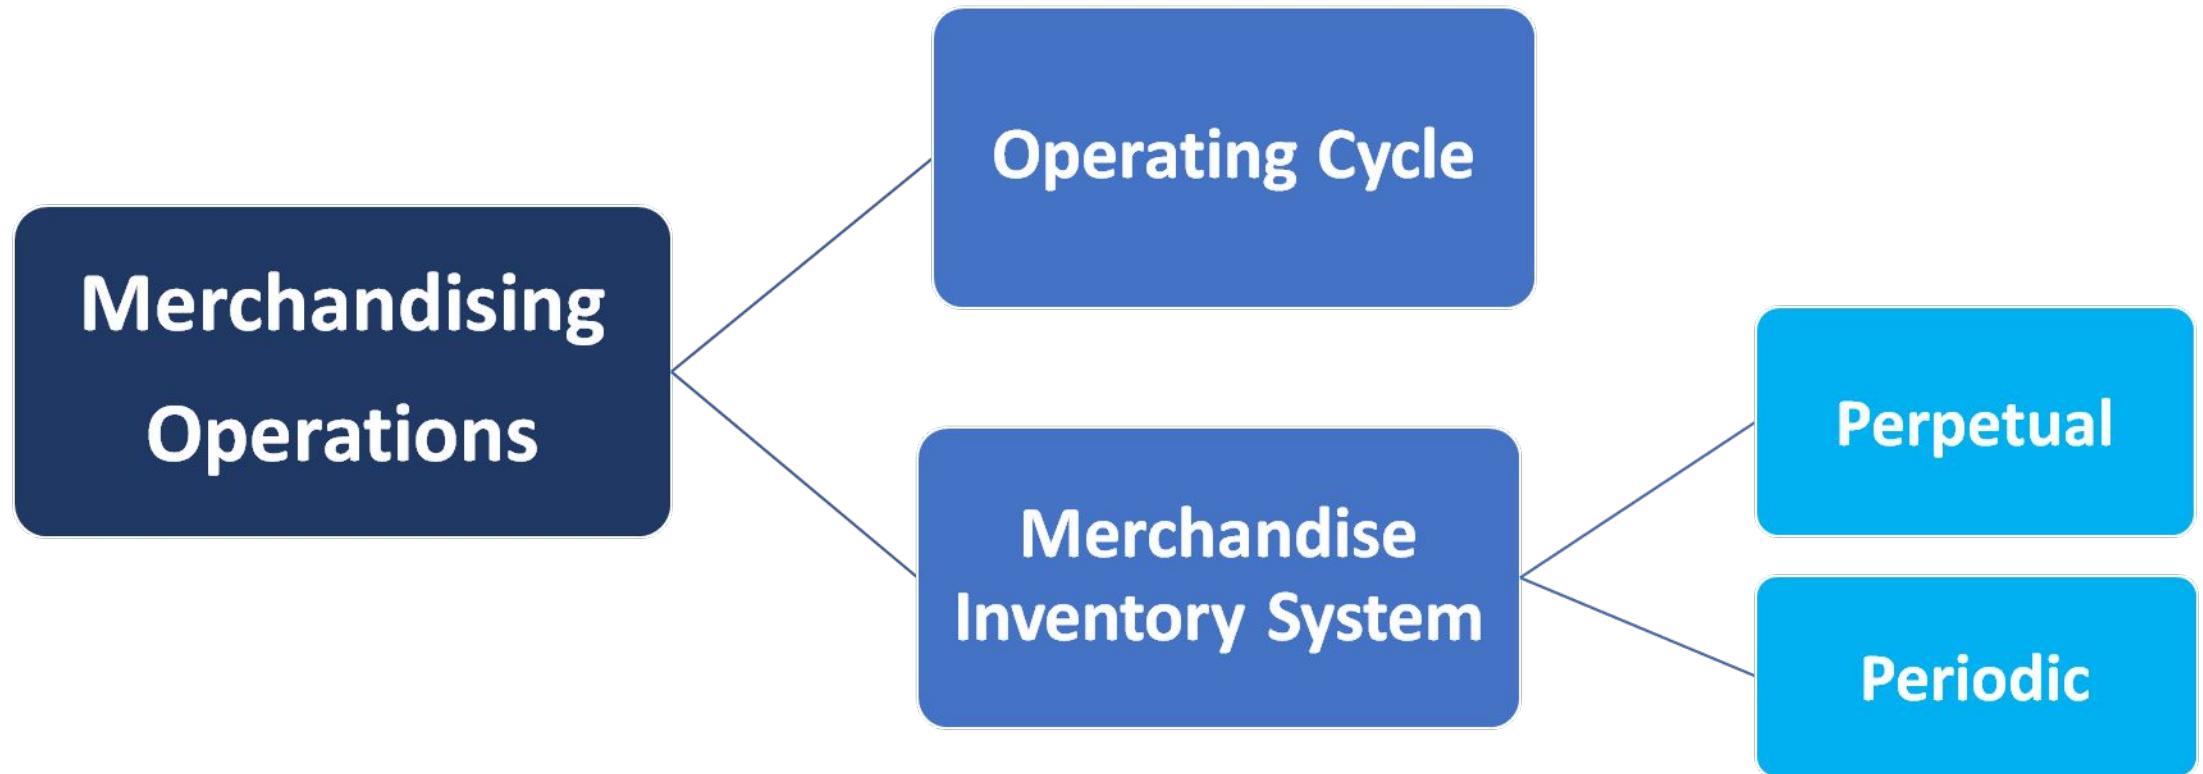 Merchandising
Operations
Operating Cycle
Merchandise
Inventory System
Perpetual
Periodic